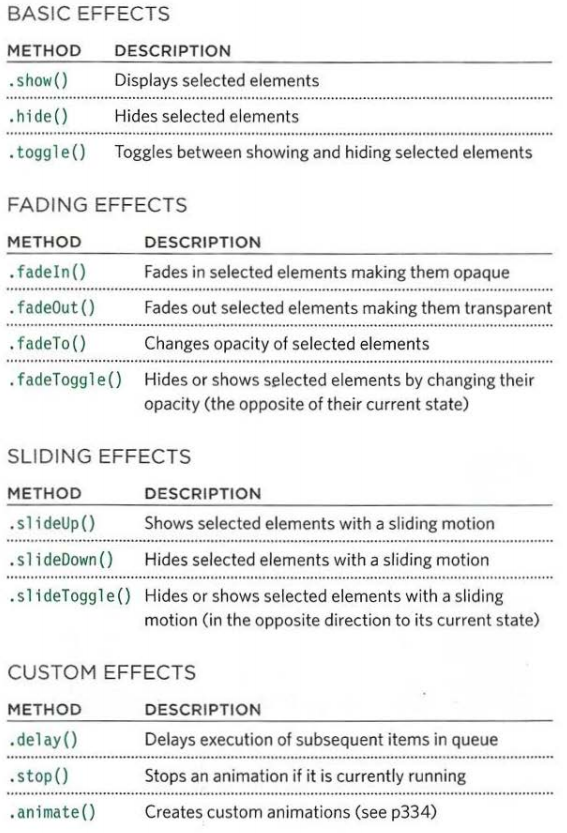 BASIC EFFECTS
METHOD DESCRIPTION
.show() Displays selected elements
.hide() Hides selected elements
.toggle() Toggles between showing and hiding selected elements
FADING EFFECTS
METHOD DESCRIPTION
.fadeIn() Fades in selected elements making them opaque
.fadeOut() Fades out selected elements making them transparent
.fadeTo() Changes opacity of selected elements
.fadeToggle() Hides or shows selected elements by changing their
opacity (the opposite of their current state)
SLIDING EFFECTS
METHOD DESCRIPTION
.slideUp() Shows selected elements with a sliding motion
.slideDown() Hides selected elements with a sliding motion
.slideToggle() Hides or shows selected elements with a sliding
motion (in the opposite direction to its current state)
CUSTOM EFFECTS
METHOD DESCRIPTION
.delay() Delays execution of subsequent items in queue
.stop() Stops an animation if it is currently running
.animate() Creates custom animations (see p334)